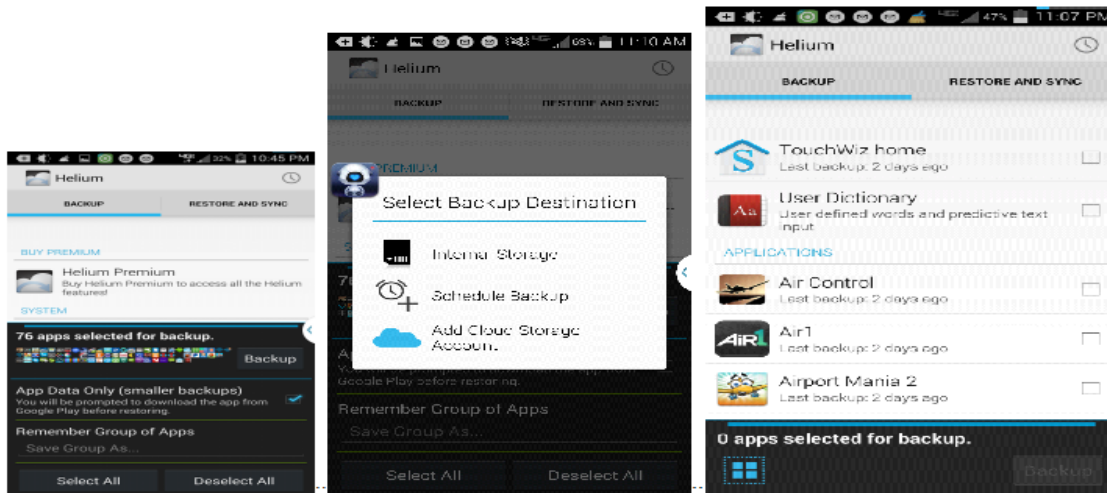 32% 10:45 PM
Helium
BACKUP RESTORE AND SYNC
BUY PREMIUM
Helium Premium
Buy Helium Premium to access all the Helium
features!
SYSTEM
76 apps selected for backup.
Backup
App Data Only (smaller backups)
You will be prompted to download the app from
Google Play before restoring.
Remember Group of Apps
Save Group As...
Select All Deselect All
11:10 AM
Helium
BACKUP RESTORE AND SYNC
PREMIUM
Select Backup Destination
Internal Storage
Schedule Backup
Add Cloud Storage
Account
Google Play before restoring.
Remember Group of Apps
Save Group As...
Select All Deselect All
47% 11:07 PM
Helium
BACKUP RESTORE AND SYNC
S
TouchWiz home
Last backup: 2 days ago
Aa
User Dictionary
User defined words and predictive text
input
APPLICATIONS
Air Control
Last backup: 2 days ago
AiR1
Air1
Last backup: 2 days ago
Airport Mania 2
Last backup: 2 days ago
0 apps selected for backup.
Backup